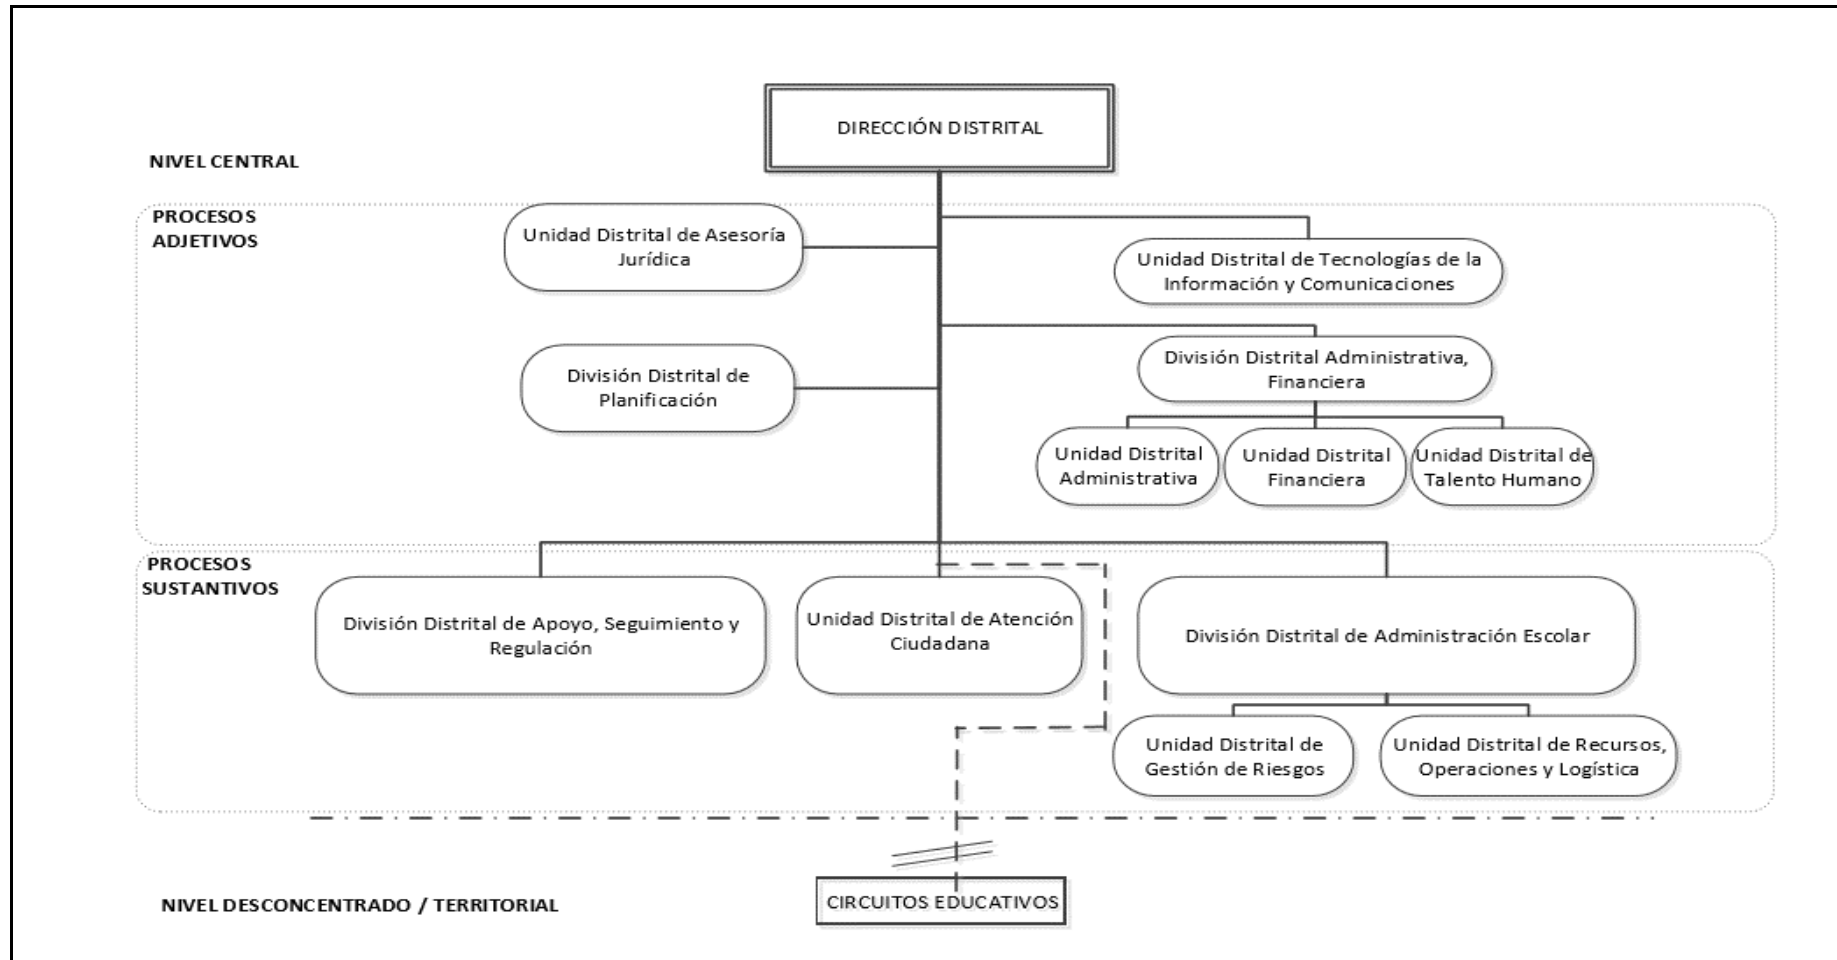 DIRECCIÓN DISTRITAL
NIVEL CENTRAL
PROCESOS
ADJETIVOS
Unidad Distrital de Asesoría
Jurídica
Unidad Distrital de Tecnologías de la
Información y Comunicaciones
División Distrital de
Planificación
División Distrital Administrativa,
Financiera
Unidad Distrital
Administrativa
Unidad Distrital
Financiera
Unidad Distrital de
Talento Humano
PROCESOS
SUSTANTIVOS
División Distrital de Apoyo, Seguimiento y
Regulación
Unidad Distrital de Atención
Ciudadana
División Distrital de Administración Escolar
Unidad Distrital de
Gestión de Riesgos
Unidad Distrital de Recursos,
Operaciones y Logística
NIVEL DESCONCENTRADO / TERRITORIAL
CIRCUITOS EDUCATIVOS